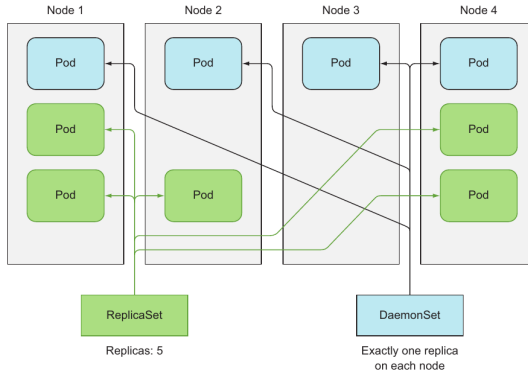 Node 1
Node 2
Node 3
Node 4
Pod
Pod
Pod
Pod
Pod
Pod
Pod
Pod
Pod
ReplicaSet
DaemonSet
Replicas: 5
Exactly one replica
on each node